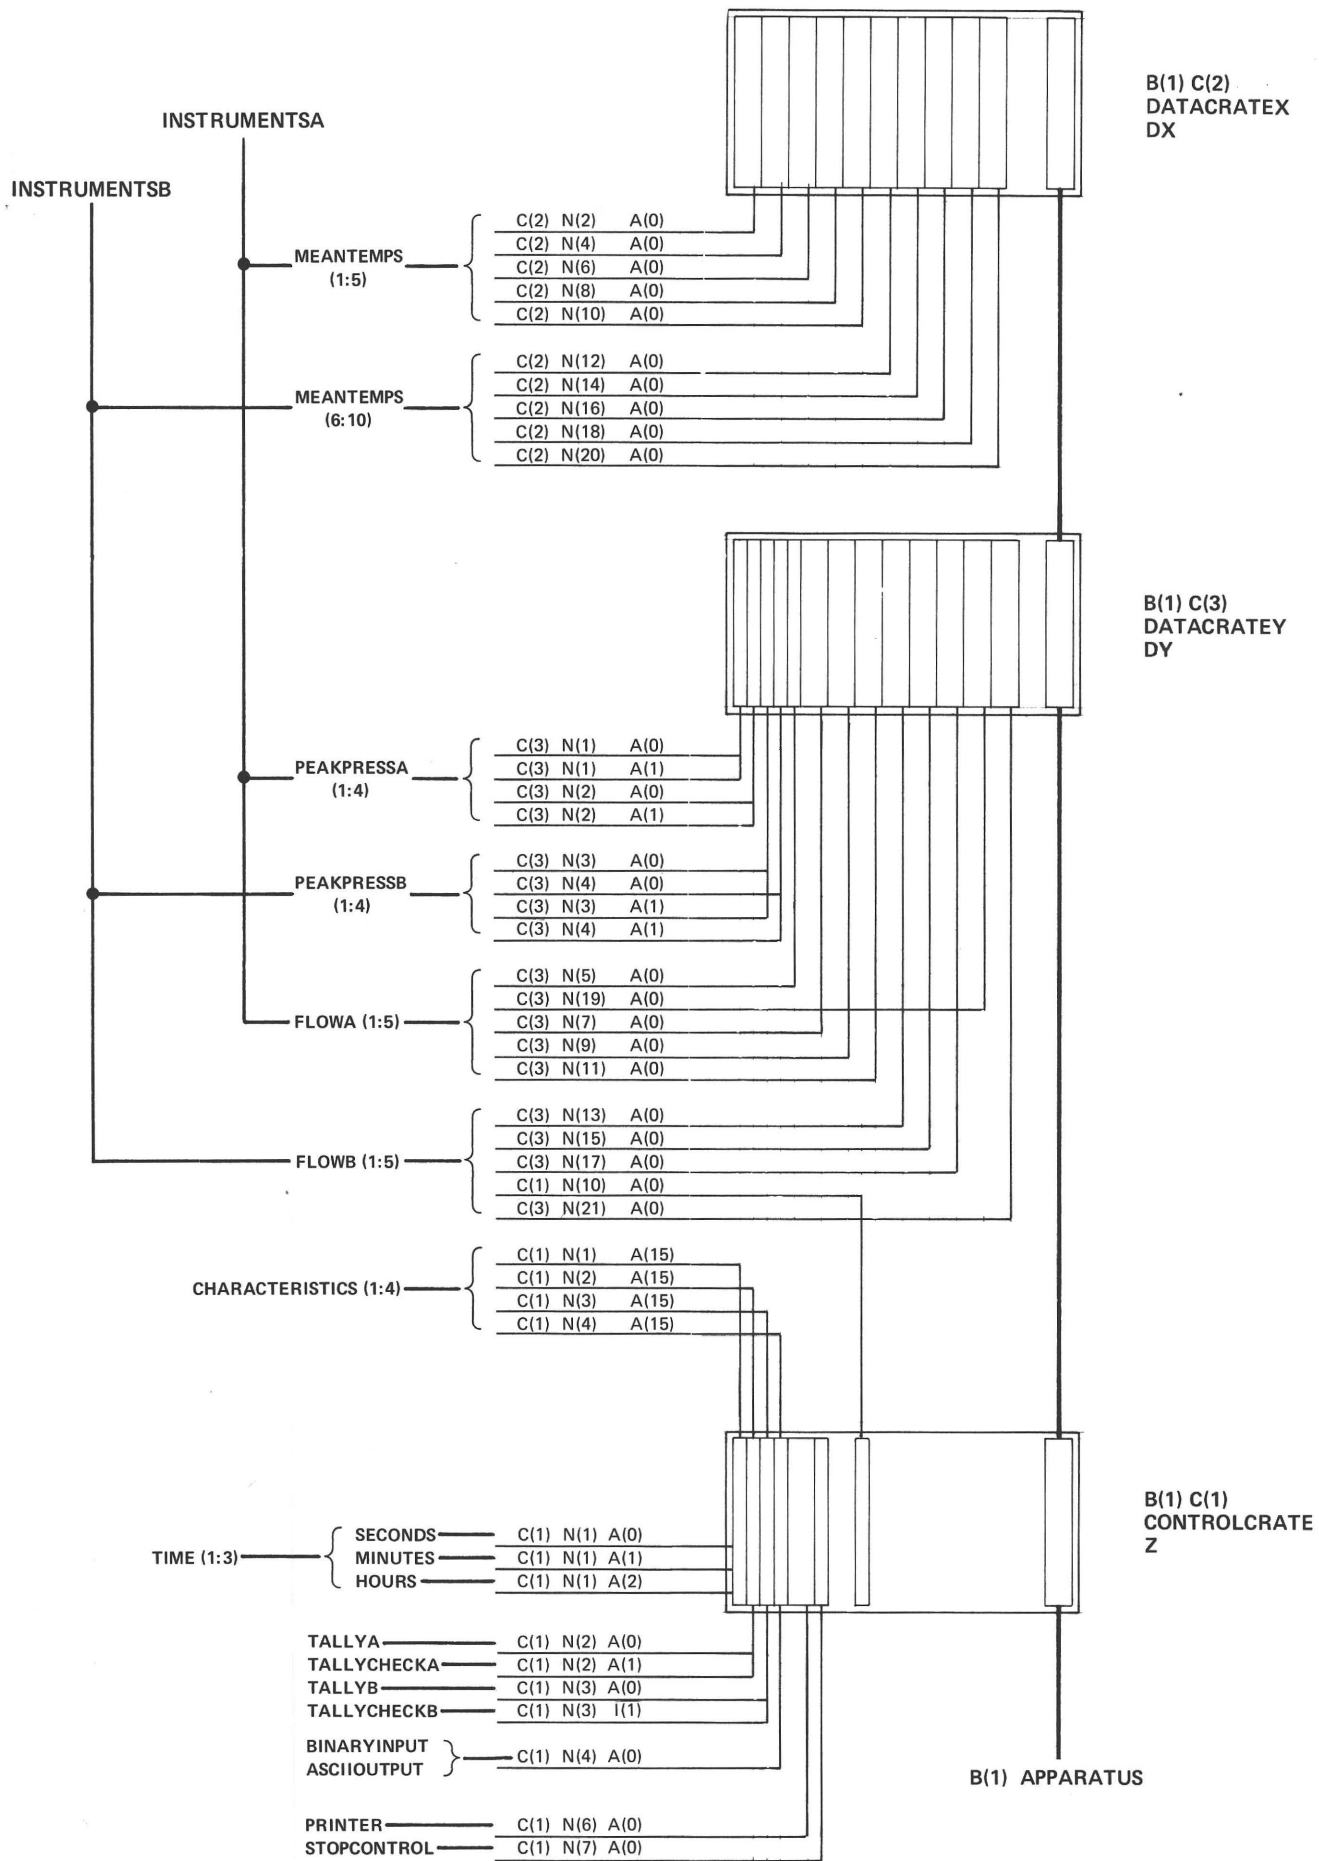 B(1) C(2)
DATACRATEX
DX
INSTRUMENTSA
INSTRUMENTSB
MEANTEMPS
(1:5)
C(2) N(2) A(0)
C(2) N(4) A(0)
C(2) N(6) A(0)
C(2) N(8) A(0)
C(2) N(10) A(0)
MEANTEMPS
(6:10)
C(2) N(12) A(0)
C(2) N(14) A(0)
C(2) N(16) A(0)
C(2) N(18) A(0)
C(2) N(20) A(0)
B(1) C(3)
DATACRATEY
DY
PEAKPRESSA
(1:4)
C(3) N(1) A(0)
C(3) N(1) A(1)
C(3) N(2) A(0)
C(3) N(2) A(1)
PEAKPRESSB
(1:4)
C(3) N(3) A(0)
C(3) N(4) A(0)
C(3) N(3) A(1)
C(3) N(4) A(1)
FLOWA (1:5)
C(3) N(5) A(0)
C(3) N(19) A(0)
C(3) N(7) A(0)
C(3) N(9) A(0)
C(3) N(11) A(0)
FLOWB (1:5)
C(3) N(13) A(0)
C(3) N(15) A(0)
C(3) N(17) A(0)
C(1) N(10) A(0)
C(3) N(21) A(0)
CHARACTERISTICS (1:4)
C(1) N(1) A(15)
C(1) N(2) A(15)
C(1) N(3) A(15)
C(1) N(4) A(15)
B(1) C(1)
CONTROLCRATE
Z
TIME (1:3)
SECONDS C(1) N(1) A(0)
MINUTES C(1) N(1) A(1)
HOURS C(1) N(1) A(2)
TALLYA C(1) N(2) A(0)
TALLYCHECKA C(1) N(2) A(1)
TALLYB C(1) N(3) A(0)
TALLYCHECKB C(1) N(3) I(1)
BINARYINPUT
ASCIIOUTPUT
C(1) N(4) A(0)
B(1) APPARATUS
PRINTER C(1) N(6) A(0)
STOPCONTROL C(1) N(7) A(0)